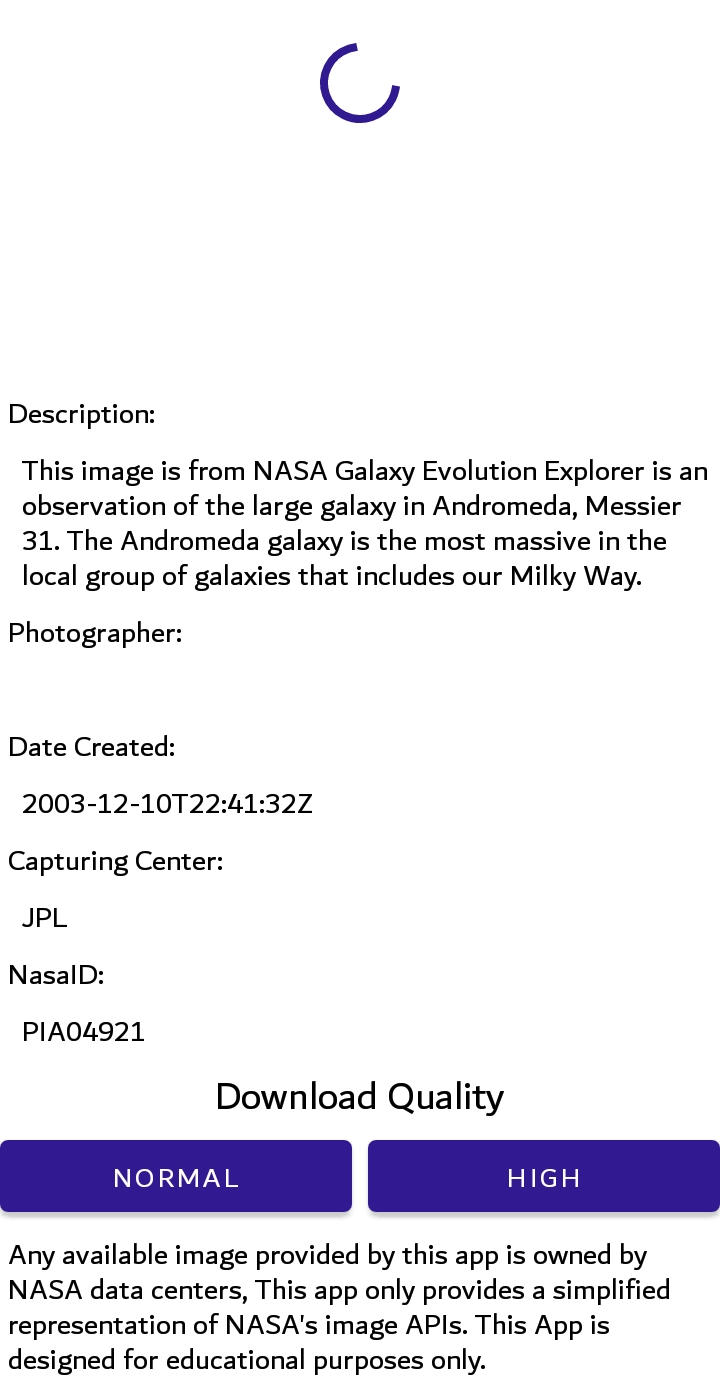 Description:
This image is from NASA Galaxy Evolution Explorer is an
observation of the large galaxy in Andromeda, Messier
31. The Andromeda galaxy is the most massive in the
local group of galaxies that includes our Milky Way.
Photographer:
Date Created:
2003-12-10T22:41:32Z
Capturing Center:
JPL
NasaID:
PIA04921
Download Quality
NORMAL
HIGH
Any available image provided by this app is owned by
NASA data centers, This app only provides a simplified
representation of NASA's image APIs. This App is
designed for educational purposes only.